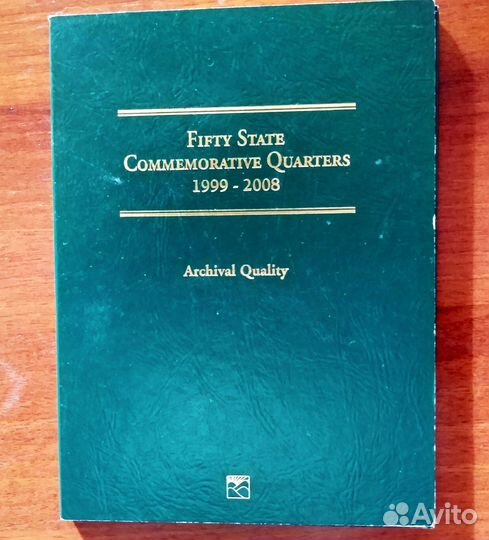 FIFTY STATE
COMMEMORATIVE QUARTERS
1999 - 2008
Archival Quality
Avito